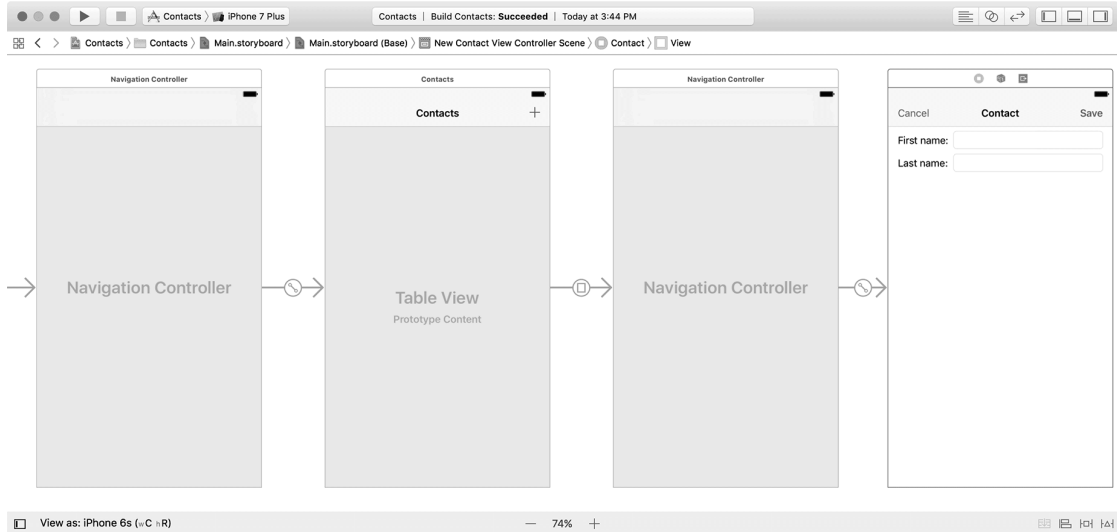 Contacts 〉 iPhone 7 Plus
Contacts | Build Contacts: Succeeded | Today at 3:44 PM
Contacts 〉 Contacts 〉 Main.storyboard 〉 Main.storyboard (Base) 〉 New Contact View Controller Scene 〉 Contact 〉 View
Navigation Controller
Contacts
Navigation Controller
Contacts +
Cancel Contact Save
First name:
Last name:
Navigation Controller
Table View
Prototype Content
Navigation Controller
View as: iPhone 6s (wC hR)
— 74% +